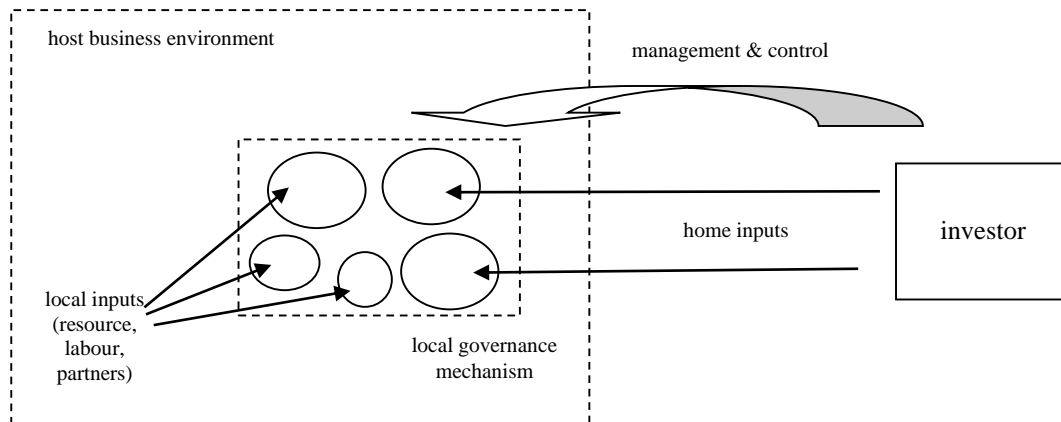 host business environment
management & control
home inputs
investor
local inputs
(resource,
labour,
partners)
local governance
mechanism